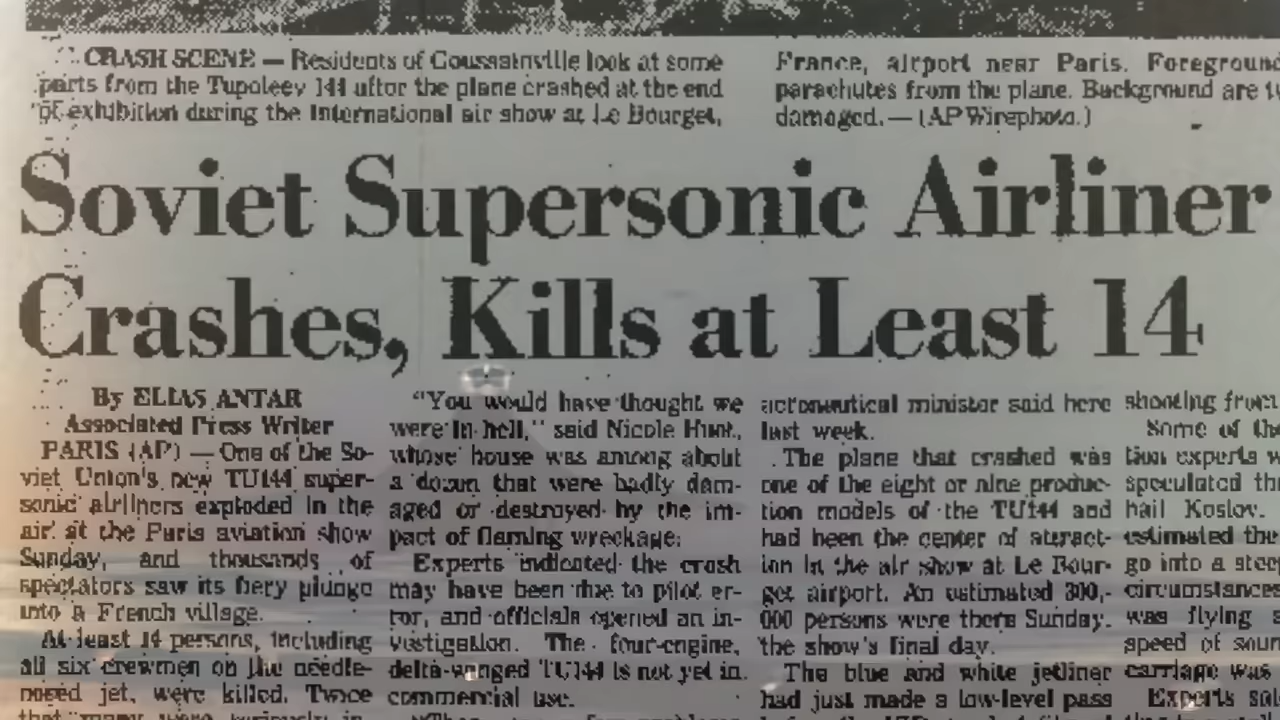 CRASH SCENE — Residents of Goussainville look at some
parts from the Tupolev 144 after the plane crashed at the end
of exhibition during the International air show at Le Bourget,
France, airport near Paris. Foreground
parachutes from the plane. Background are
damaged. — (AP Wirephoto.)
Soviet Supersonic Airliner
Crashes, Kills at Least 14
By ELIAS ANTAR
Associated Press Writer
PARIS (AP) — One of the So-
viet Union's new TU144 super-
sonic airliners exploded in the
air at the Paris aviation show
Sunday, and thousands of
spectators saw its fiery plunge
into a French village.
At least 14 persons, including
all six crewmen on the needle-
nosed jet, were killed. Twice
that many were seriously in-
"You would have thought we
were in hell," said Nicole Hunt,
whose house was among about
a dozen that were badly dam-
aged or destroyed by the im-
pact of flaming wreckage.
Experts indicated the crash
may have been due to pilot er-
ror, and officials opened an in-
vestigation. The four-engine,
delta-winged TU144 is not yet in
commercial use.
aeronautical minister said here
last week.
The plane that crashed was
one of the eight or nine produc-
tion models of the TU144 and
had been the center of attract-
ion in the air show at Le Bour-
get airport. An estimated 300,-
000 persons were there Sunday,
the show's final day.
The blue and white jetliner
had just made a low-level pass
shooting from
Some of the
tion experts
speculated
hail Koslov.
estimated the
go into a steep
circumstances
was flying
speed of
carriage was
Experts